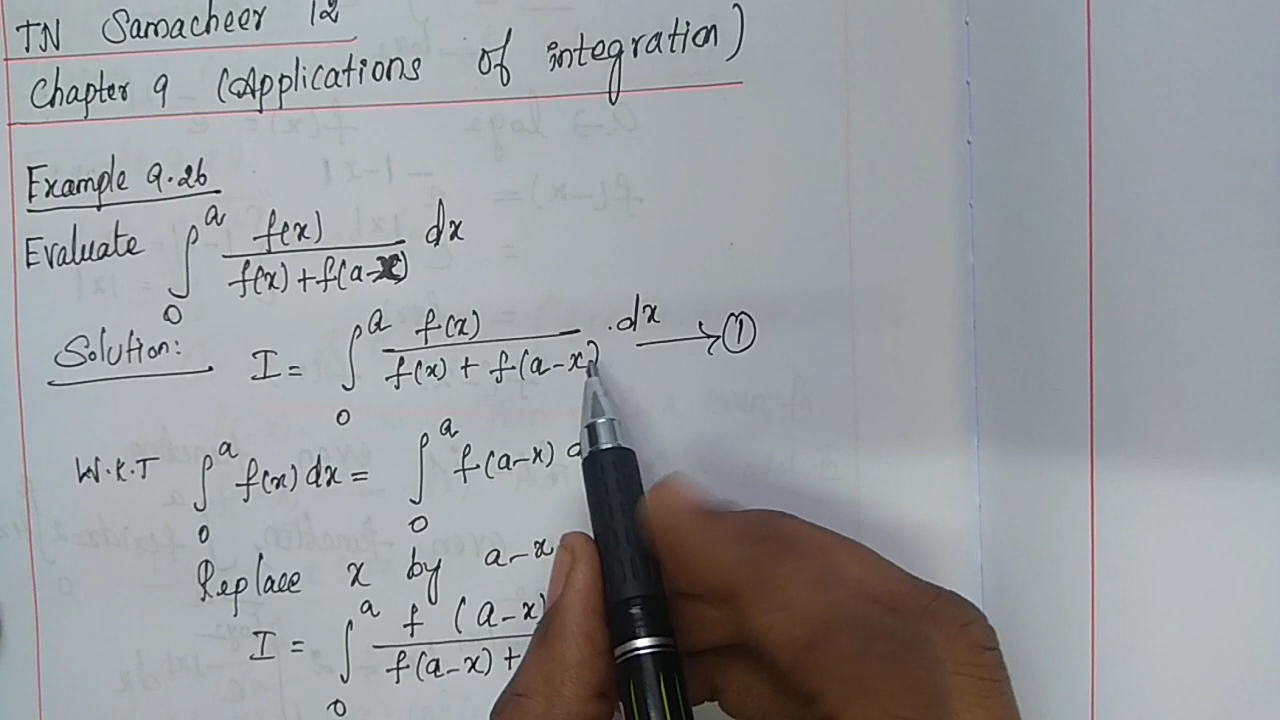 TN Samacheer 12
Chapter 9 (Applications of integration)
Example 9.26
Evaluate ∫₀ᵃ f(x) / f(x)+f(a-x) dx
Solution: I = ∫₀ᵃ f(x) / f(x) + f(a-x) .dx → ①
W.K.T ∫₀ᵃ f(x) dx = ∫₀ᵃ f(a-x) d
Replace x by a-x
I = ∫₀ᵃ f (a-x) / f(a-x) +